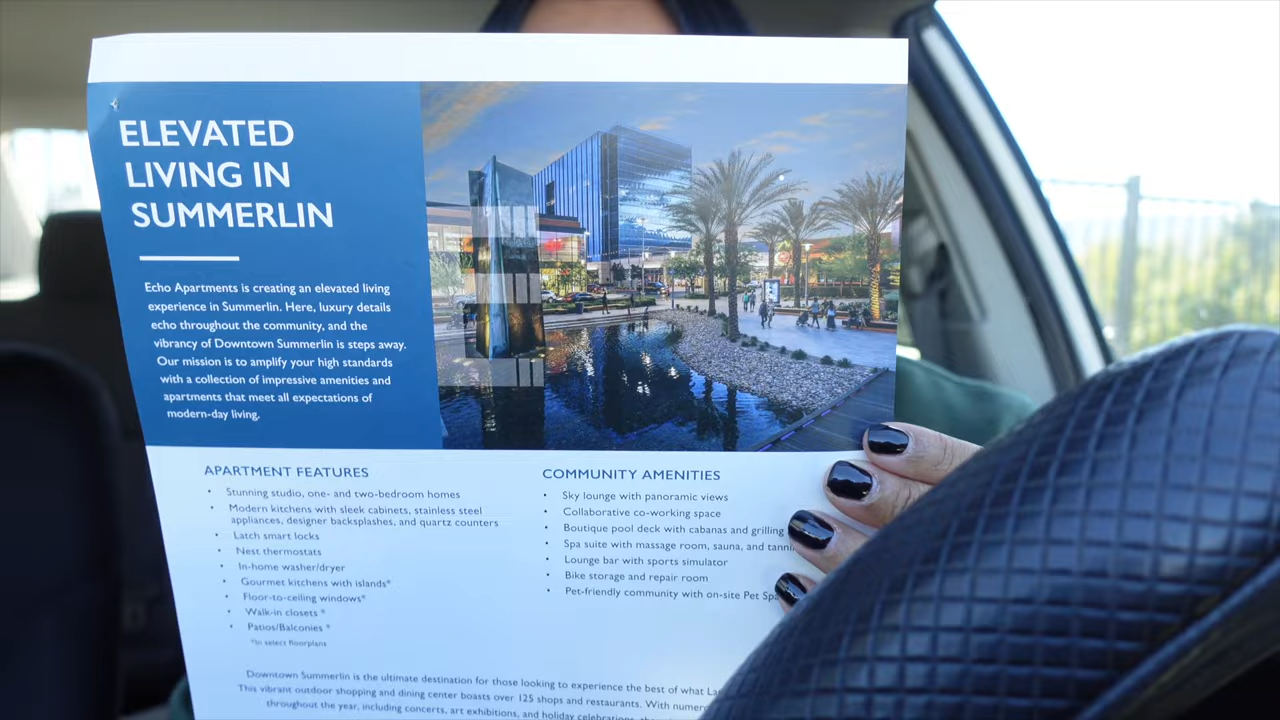 ELEVATED
LIVING IN
SUMMERLIN
Echo Apartments is creating an elevated living
experience in Summerlin. Here, luxury details
echo throughout the community, and the
vibrancy of Downtown Summerlin is steps away.
Our mission is to amplify your high standards
with a collection of impressive amenities and
apartments that meet all expectations of
modern-day living.
APARTMENT FEATURES
• Stunning studio, one- and two-bedroom homes
• Modern kitchens with sleek cabinets, stainless steel
appliances, designer backsplashes, and quartz counters
• Latch smart locks
• Nest thermostats
• In-home washer/dryer
• Gourmet kitchens with islands*
• Floor-to-ceiling windows*
• Walk-in closets *
• Patios/Balconies *
*In select floorplans
COMMUNITY AMENITIES
• Sky lounge with panoramic views
• Collaborative co-working space
• Boutique pool deck with cabanas and grilling
• Spa suite with massage room, sauna, and
• Lounge bar with sports simulator
• Bike storage and repair room
• Pet-friendly community with on-site Pet Spa
Downtown Summerlin is the ultimate destination for those looking to experience the best of what
This vibrant outdoor shopping and dining center boasts over 125 shops and restaurants. With
throughout the year, including concerts, art exhibitions, and holiday